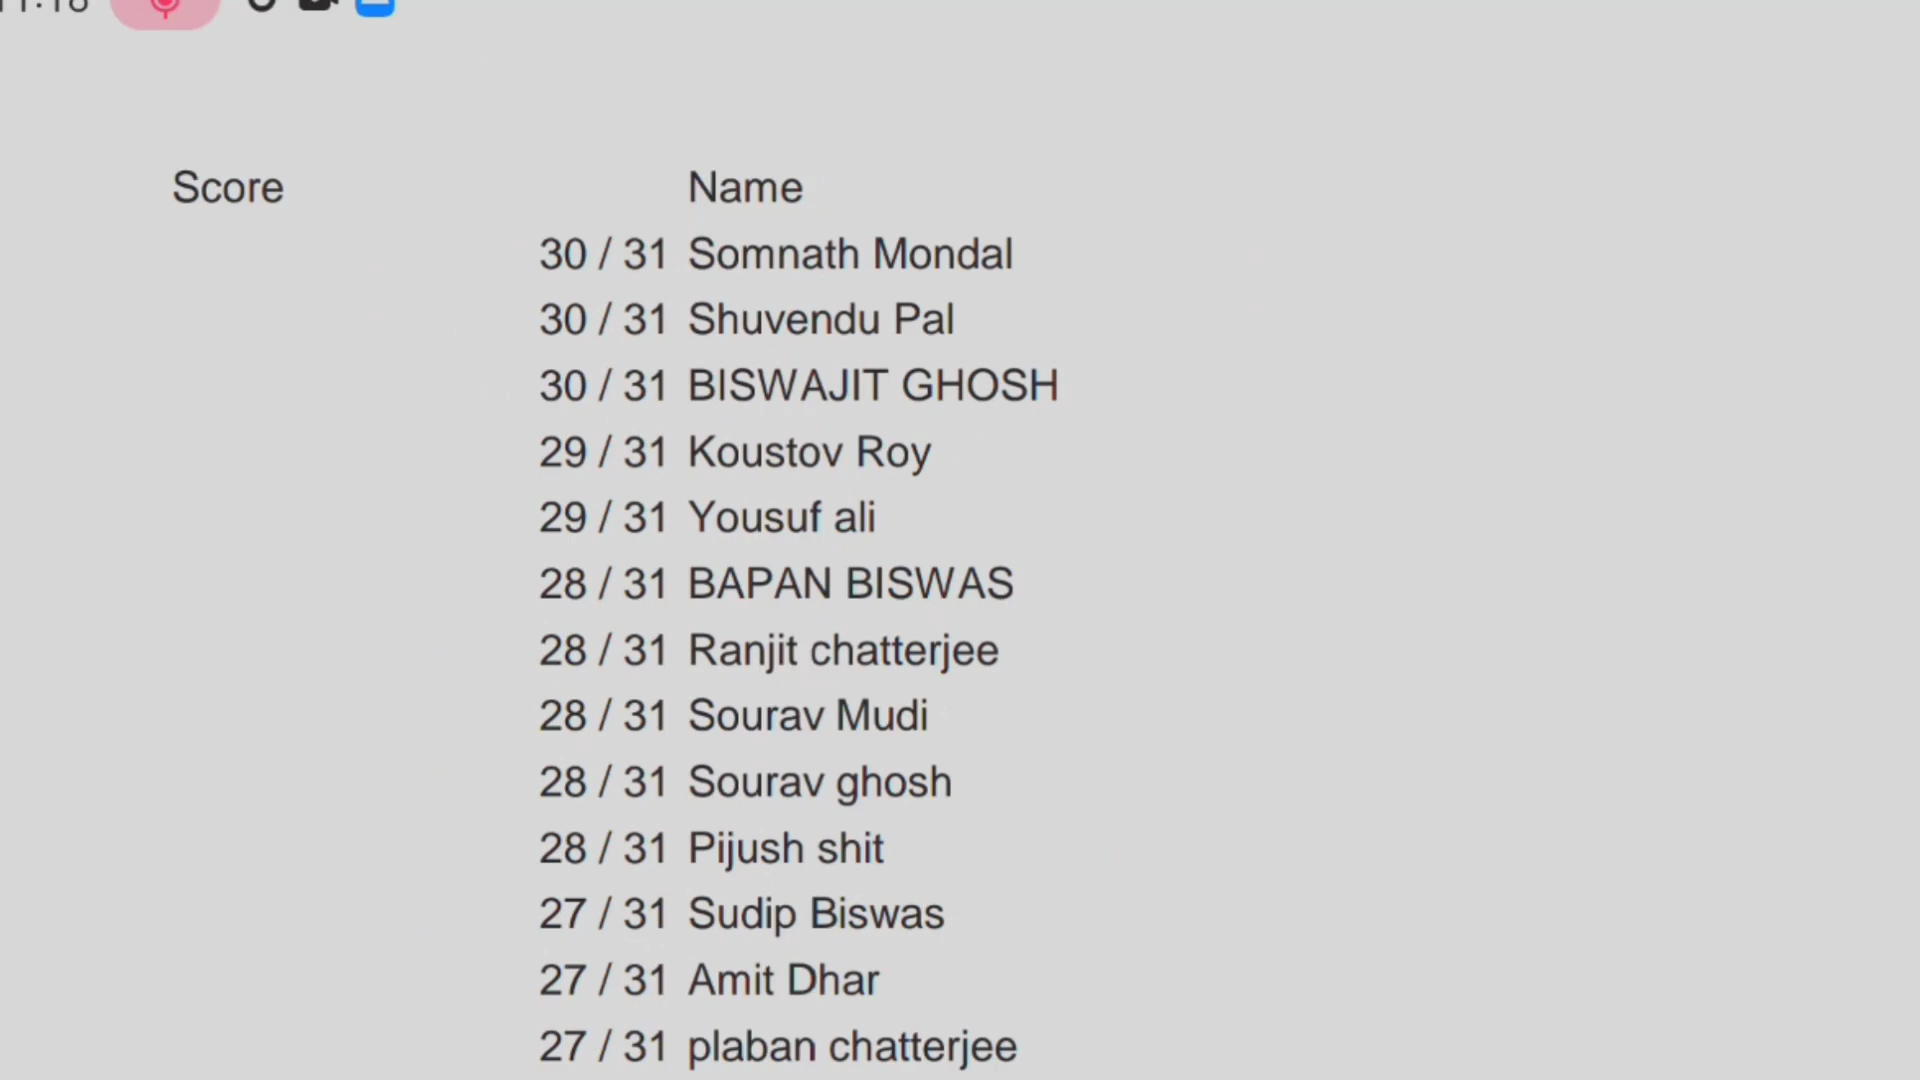 Score Name
30 / 31 Somnath Mondal
30 / 31 Shuvendu Pal
30 / 31 BISWAJIT GHOSH
29 / 31 Koustov Roy
29 / 31 Yousuf ali
28 / 31 BAPAN BISWAS
28 / 31 Ranjit chatterjee
28 / 31 Sourav Mudi
28 / 31 Sourav ghosh
28 / 31 Pijush shit
27 / 31 Sudip Biswas
27 / 31 Amit Dhar
27 / 31 plaban chatterjee